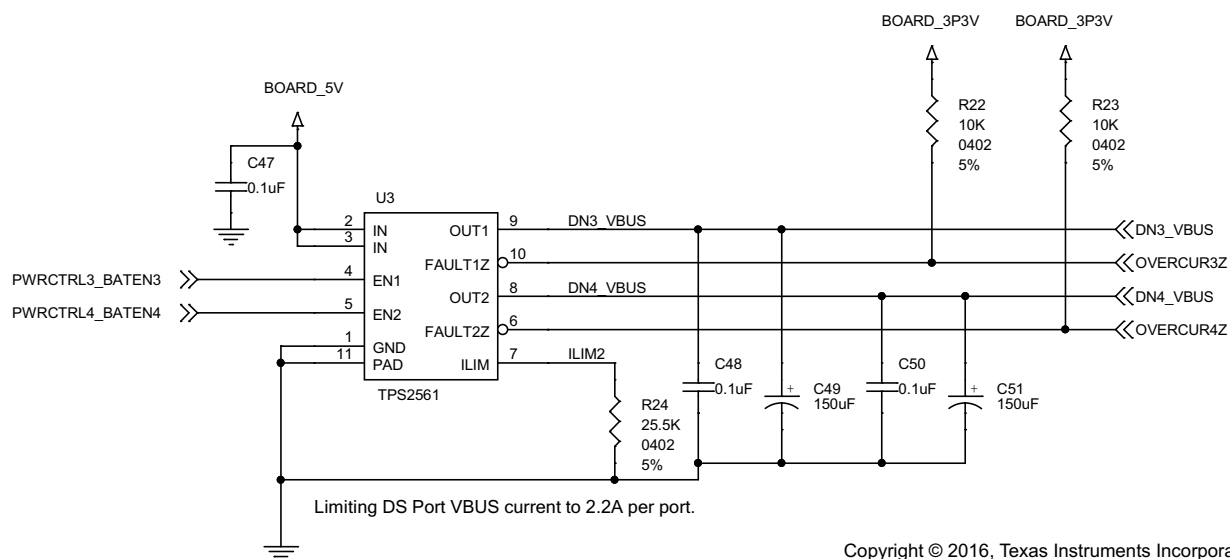 BOARD_3P3V
BOARD_3P3V
BOARD_5V
R22
10K
0402
5%
R23
10K
0402
5%
C47
0.1uF
U3
2
IN
3
IN
OUT1
9
DN3_VBUS
DN3_VBUS
FAULT1Z
10
OVERCUR3Z
PWRCTRL3_BATEN3
4
EN1
OUT2
8
DN4_VBUS
DN4_VBUS
PWRCTRL4_BATEN4
5
EN2
FAULT2Z
6
OVERCUR4Z
1
GND
11
PAD
ILIM
7
ILIM2
TPS2561
C48
0.1uF
C49
150uF
+
C50
0.1uF
C51
150uF
+
R24
25.5K
0402
5%
Limiting DS Port VBUS current to 2.2A per port.
Copyright © 2016, Texas Instruments Incorpora